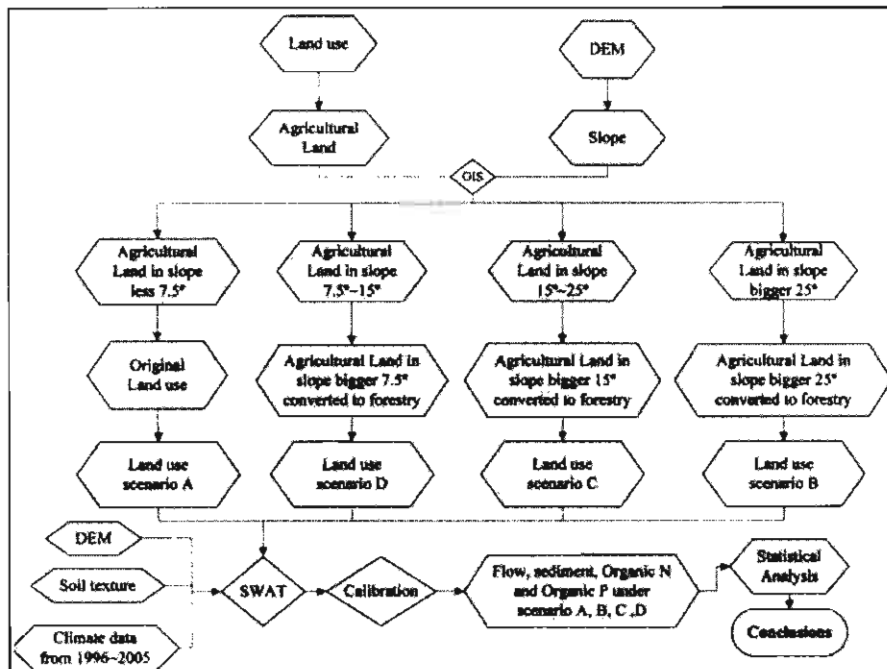 Land use
DEM
Agricultural
Land
Slope
GIS
Agricultural
Land in slope
less 7.5°
Agricultural
Land in slope
7.5°~15°
Agricultural
Land in slope
15°~25°
Agricultural
Land in slope
bigger 25°
Original
Land use
Agricultural Land in
slope bigger 7.5°
converted to forestry
Agricultural Land in
slope bigger 15°
converted to forestry
Agricultural Land in
slope bigger 25°
converted to forestry
Land use
scenario A
Land use
scenario D
Land use
scenario C
Land use
scenario B
DEM
Soil texture
Climate data
from 1996~2005
SWAT
Calibration
Flow, sediment, Organic N
and Organic P under
scenario A, B, C ,D
Statistical
Analysis
Conclusions